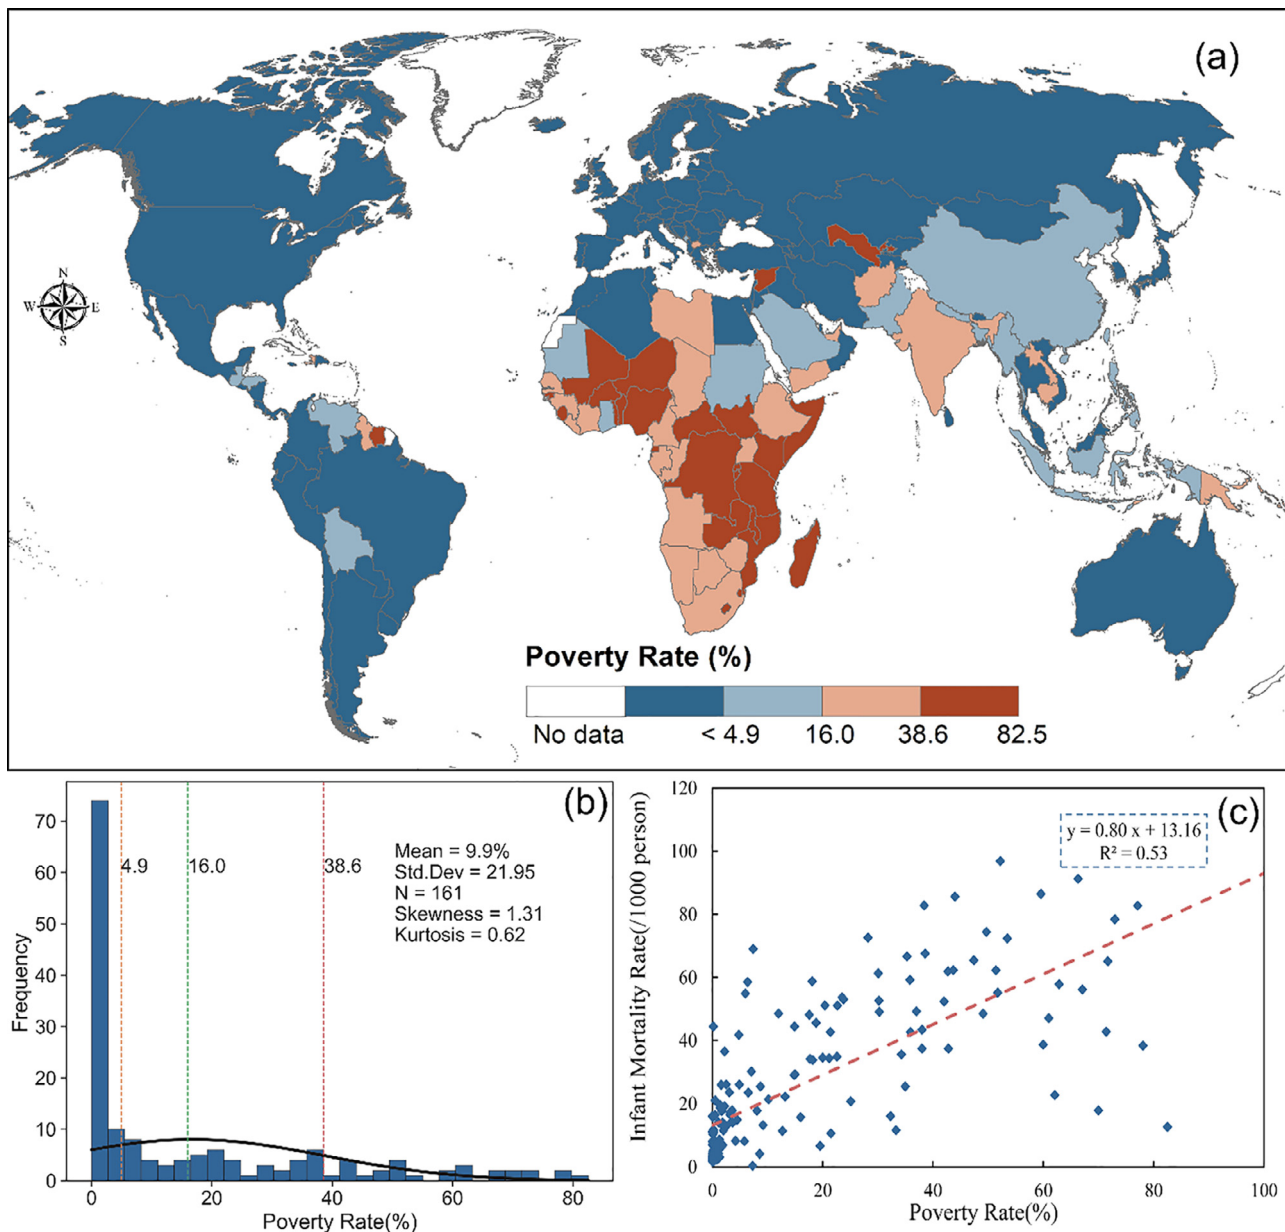 (a)
N
W E
S
Poverty Rate (%)
No data < 4.9 16.0 38.6 82.5
(b)
4.9 16.0 38.6
Mean = 9.9%
Std.Dev = 21.95
N = 161
Skewness = 1.31
Kurtosis = 0.62
Frequency
70
60
50
40
30
20
10
0
0 20 40 60 80
Poverty Rate(%)
(c)
y = 0.80 x + 13.16
R² = 0.53
Infant Mortality Rate(/1000 person)
120
100
80
60
40
20
0
0 20 40 60 80 100
Poverty Rate(%)